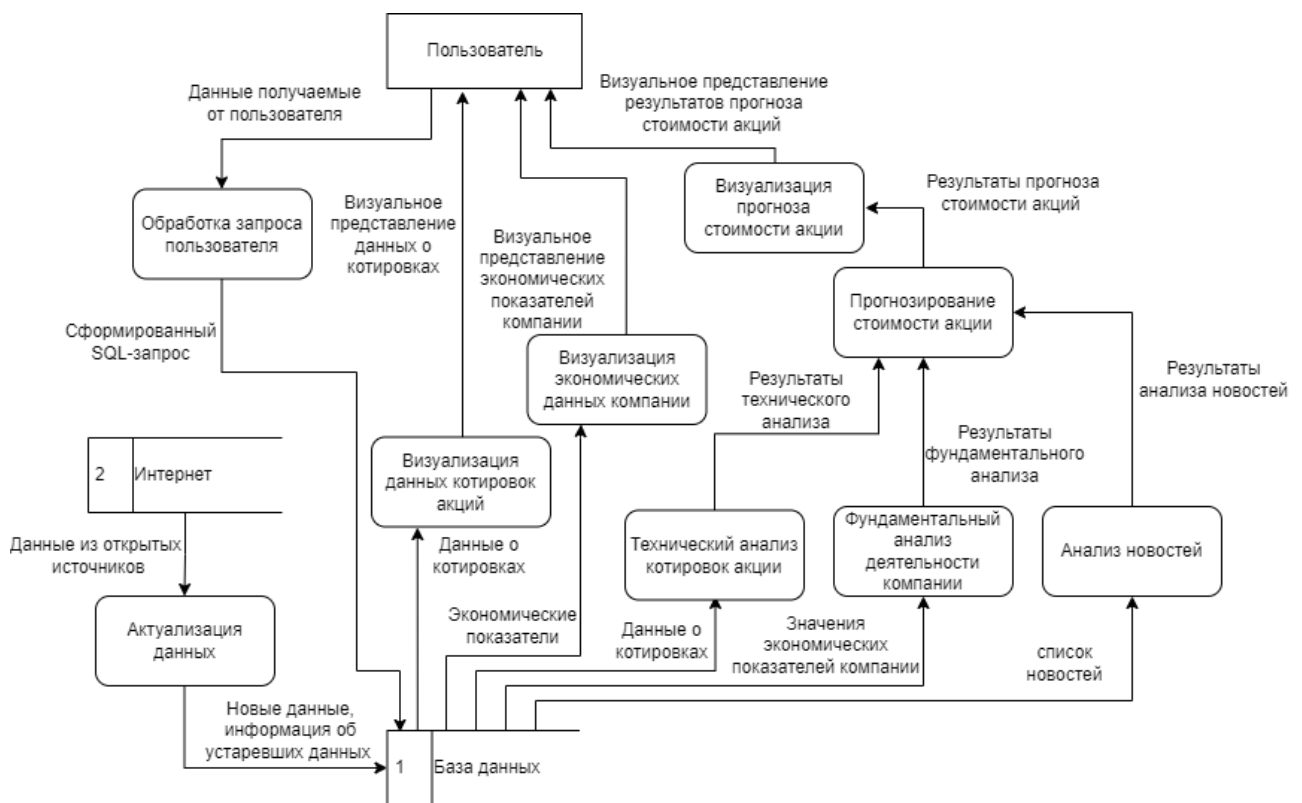 Пользователь
Данные получаемые
от пользователя
Визуальное представление
результатов прогноза
стоимости акций
Обработка запроса
пользователя
Визуальное
представление
данных о
котировках
Визуальное
представление
экономических
показателей
компании
Визуализация
прогноза
стоимости акции
Результаты прогноза
стоимости акций
Прогнозирование
стоимости акции
Сформированный
SQL-запрос
Визуализация
экономических
данных компании
Результаты
технического
анализа
Результаты
анализа новостей
Результаты
фундаментального
анализа
2 Интернет
Визуализация
данных котировок
акций
Данные из открытых
источников
Данные о
котировках
Технический анализ
котировок акции
Фундаментальный
анализ
деятельности
компании
Анализ новостей
Актуализация
данных
Экономические
показатели
Данные о
котировках
Значения
экономических
показателей компании
список
новостей
Новые данные,
информация об
устаревших данных
1 База данных